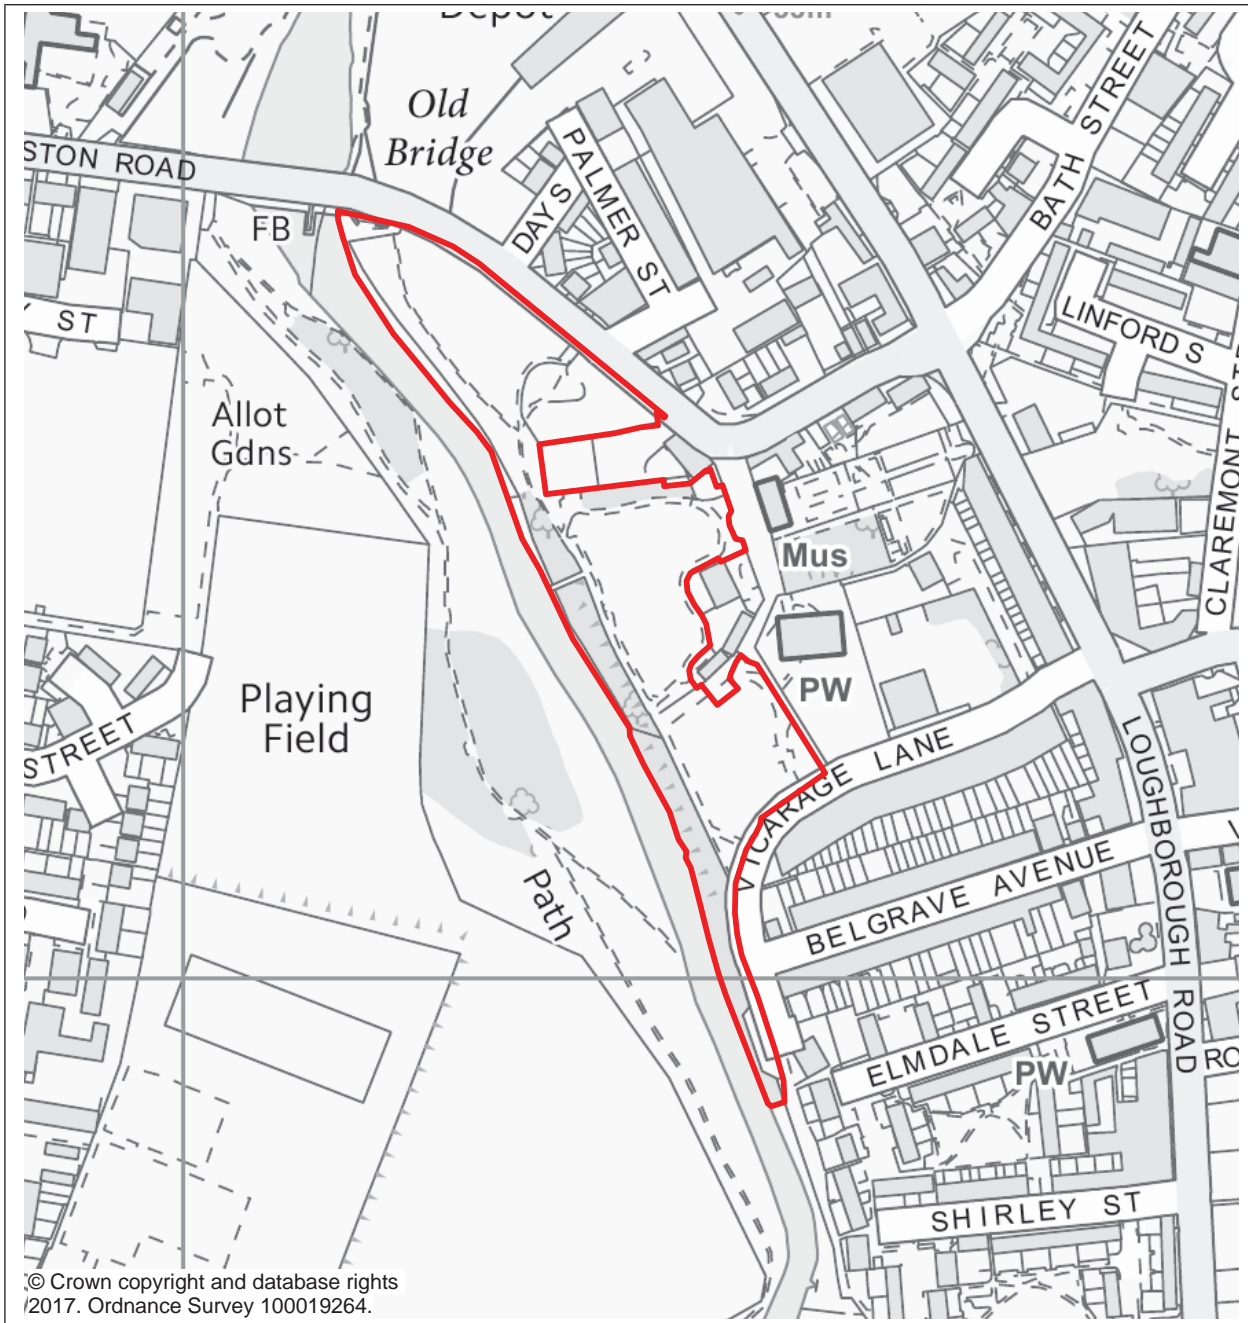 Depot
Old
Bridge
STON ROAD
FB
DAY S
PALMER ST
BATH STREET
LINFORD S
CLAREMONT
Y ST
Allot
Gdns
Mus
PW
Playing
Field
STREET
VICARAGE LANE
LOUGHBOROUGH ROAD
BELGRAVE AVENUE
Path
ELMDALE STREET
PW
RO
SHIRLEY ST
© Crown copyright and database rights
2017. Ordnance Survey 100019264.